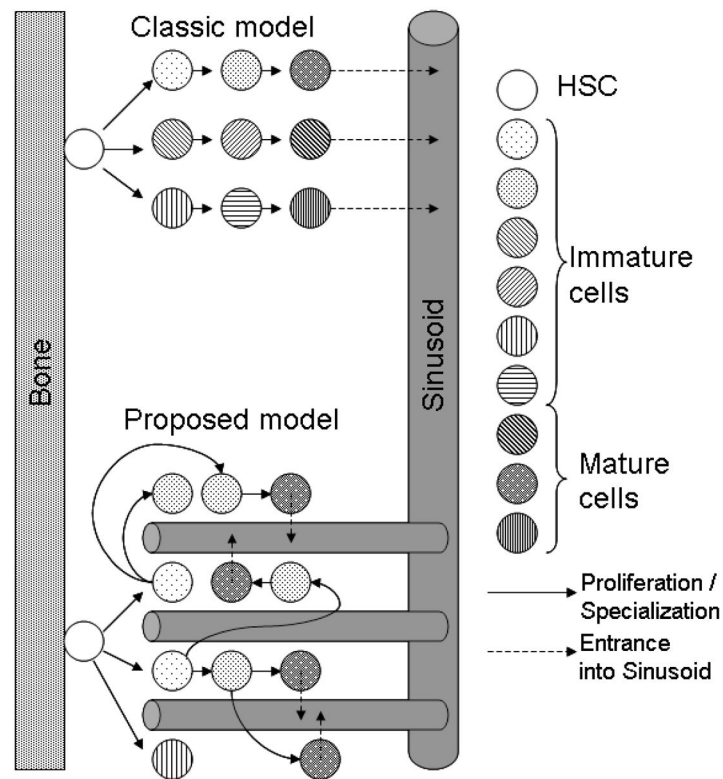 Classic model
HSC
Immature
cells
Bone
Sinusoid
Proposed model
Mature
cells
Proliferation /
Specialization
Entrance
into Sinusoid